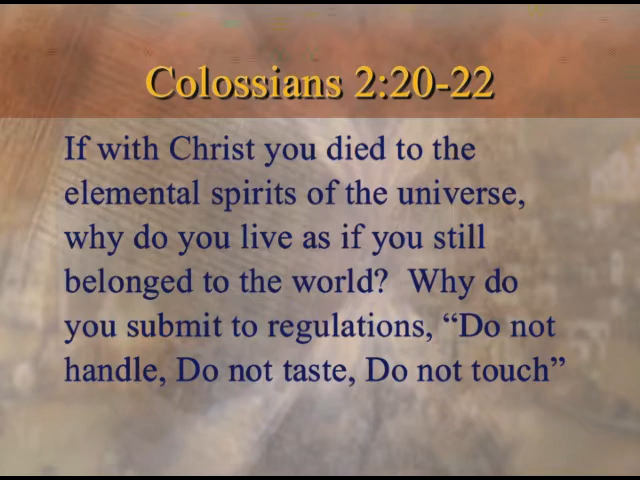 Colossians 2:20-22
If with Christ you died to the
elemental spirits of the universe,
why do you live as if you still
belonged to the world?  Why do
you submit to regulations, “Do not
handle, Do not taste, Do not touch”